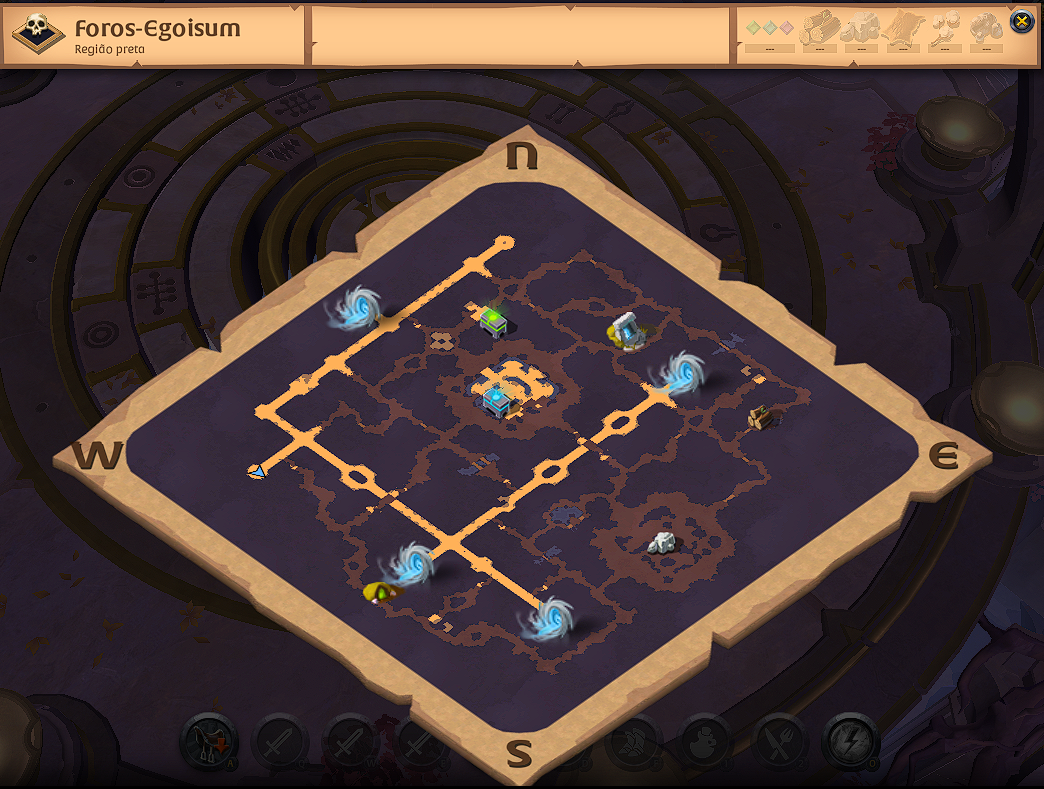 Foros-Egoisum
Região preta
--- --- --- --- --- ---
N
W
E
S
A
W
O